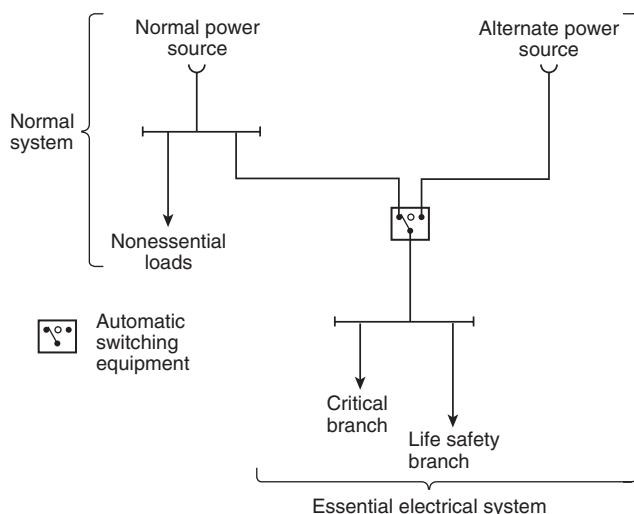 Normal power
source
Alternate power
source
Normal
system
Nonessential
loads
Automatic
switching
equipment
Critical
branch
Life safety
branch
Essential electrical system